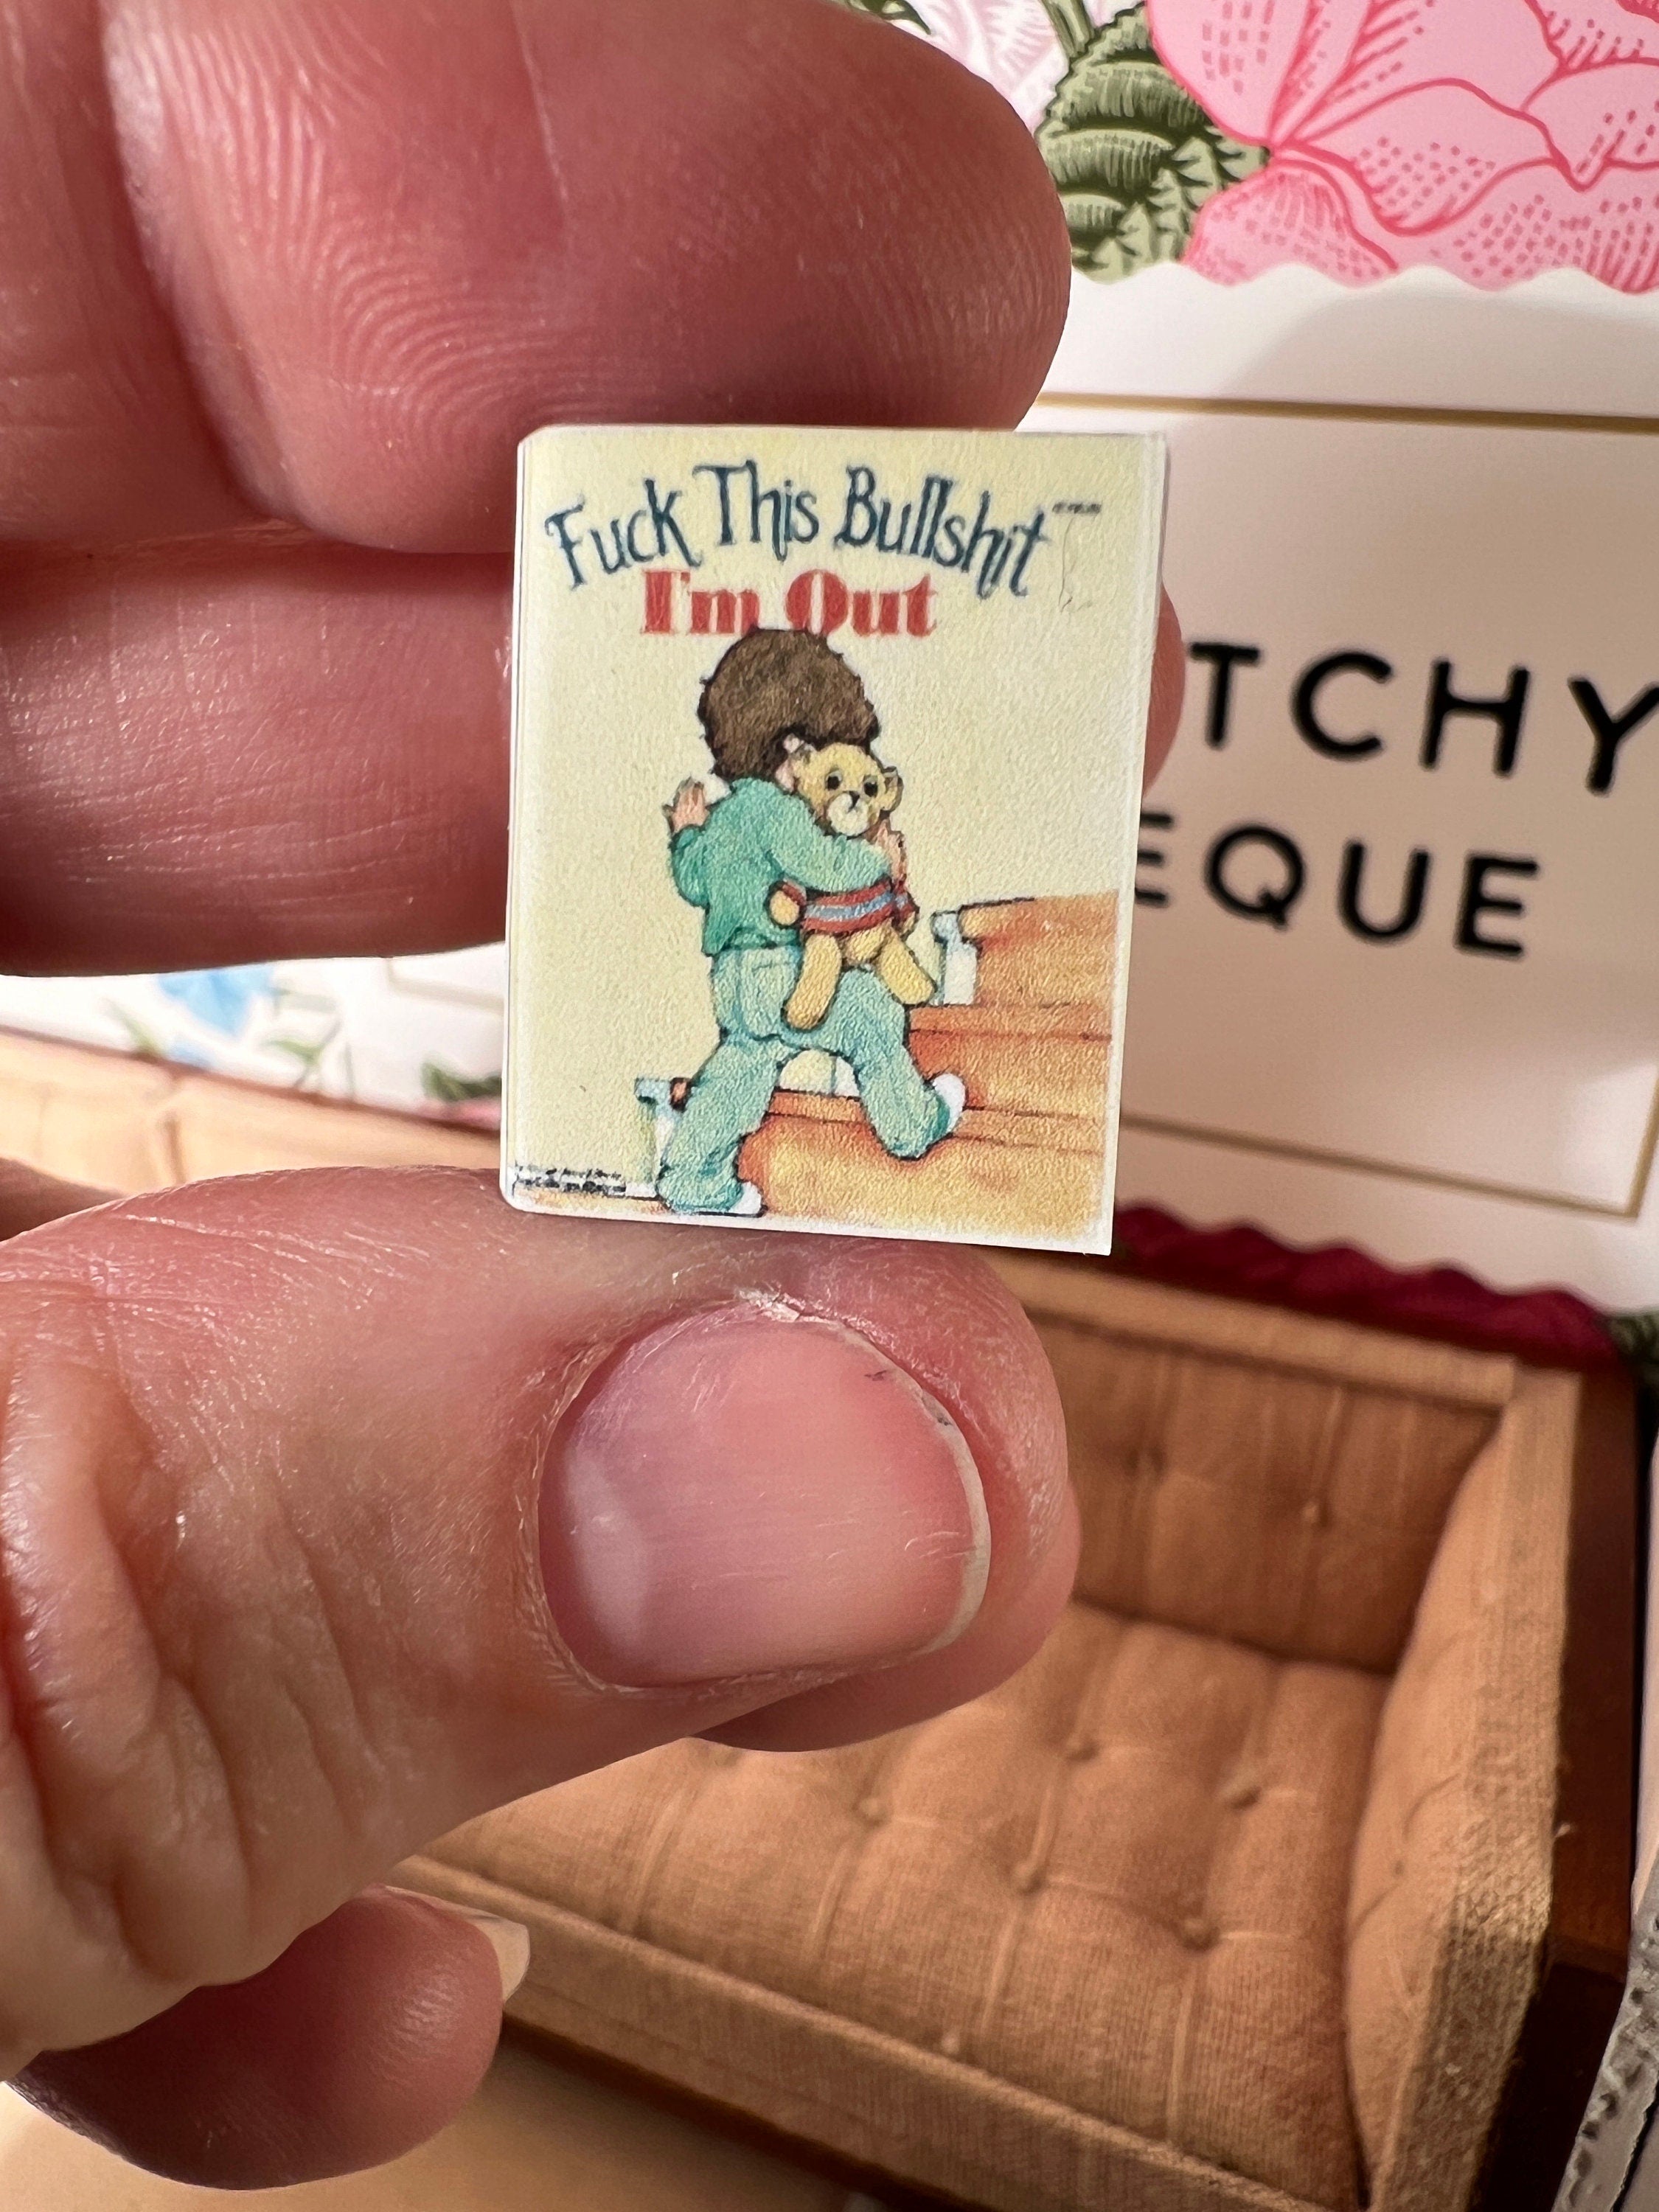 Fuck This Bullshit
I'm Out
TCHY
EQUE